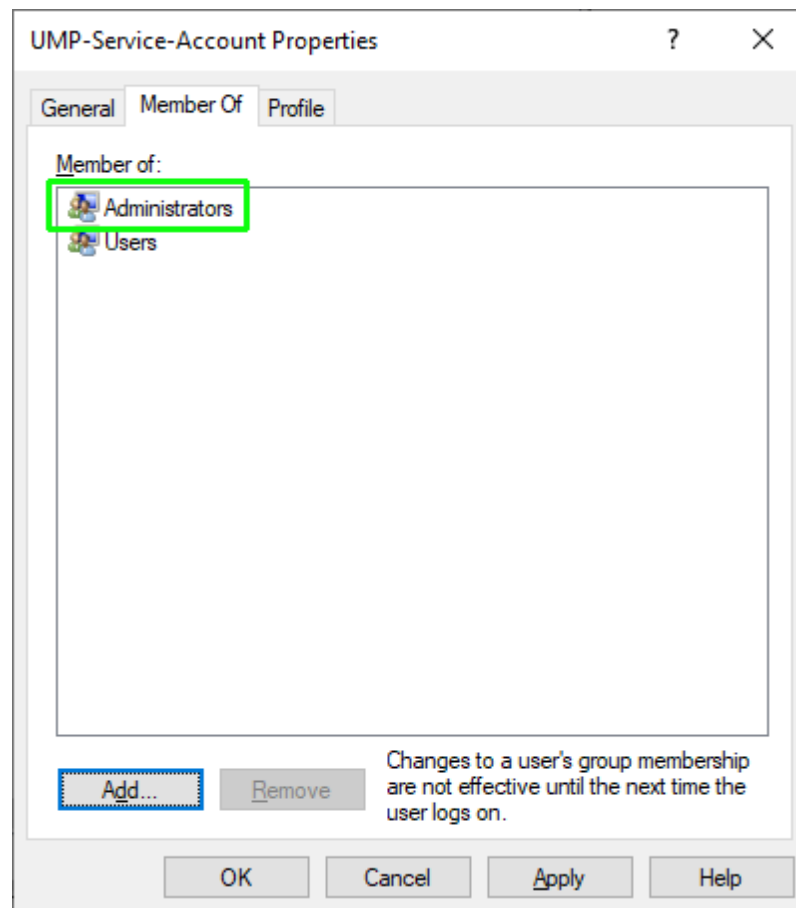 UMP-Service-Account Properties ?
General Member Of Profile
Member of:
Administrators
Users
Add... Remove
Changes to a user's group membership
are not effective until the next time the
user logs on.
OK Cancel Apply Help